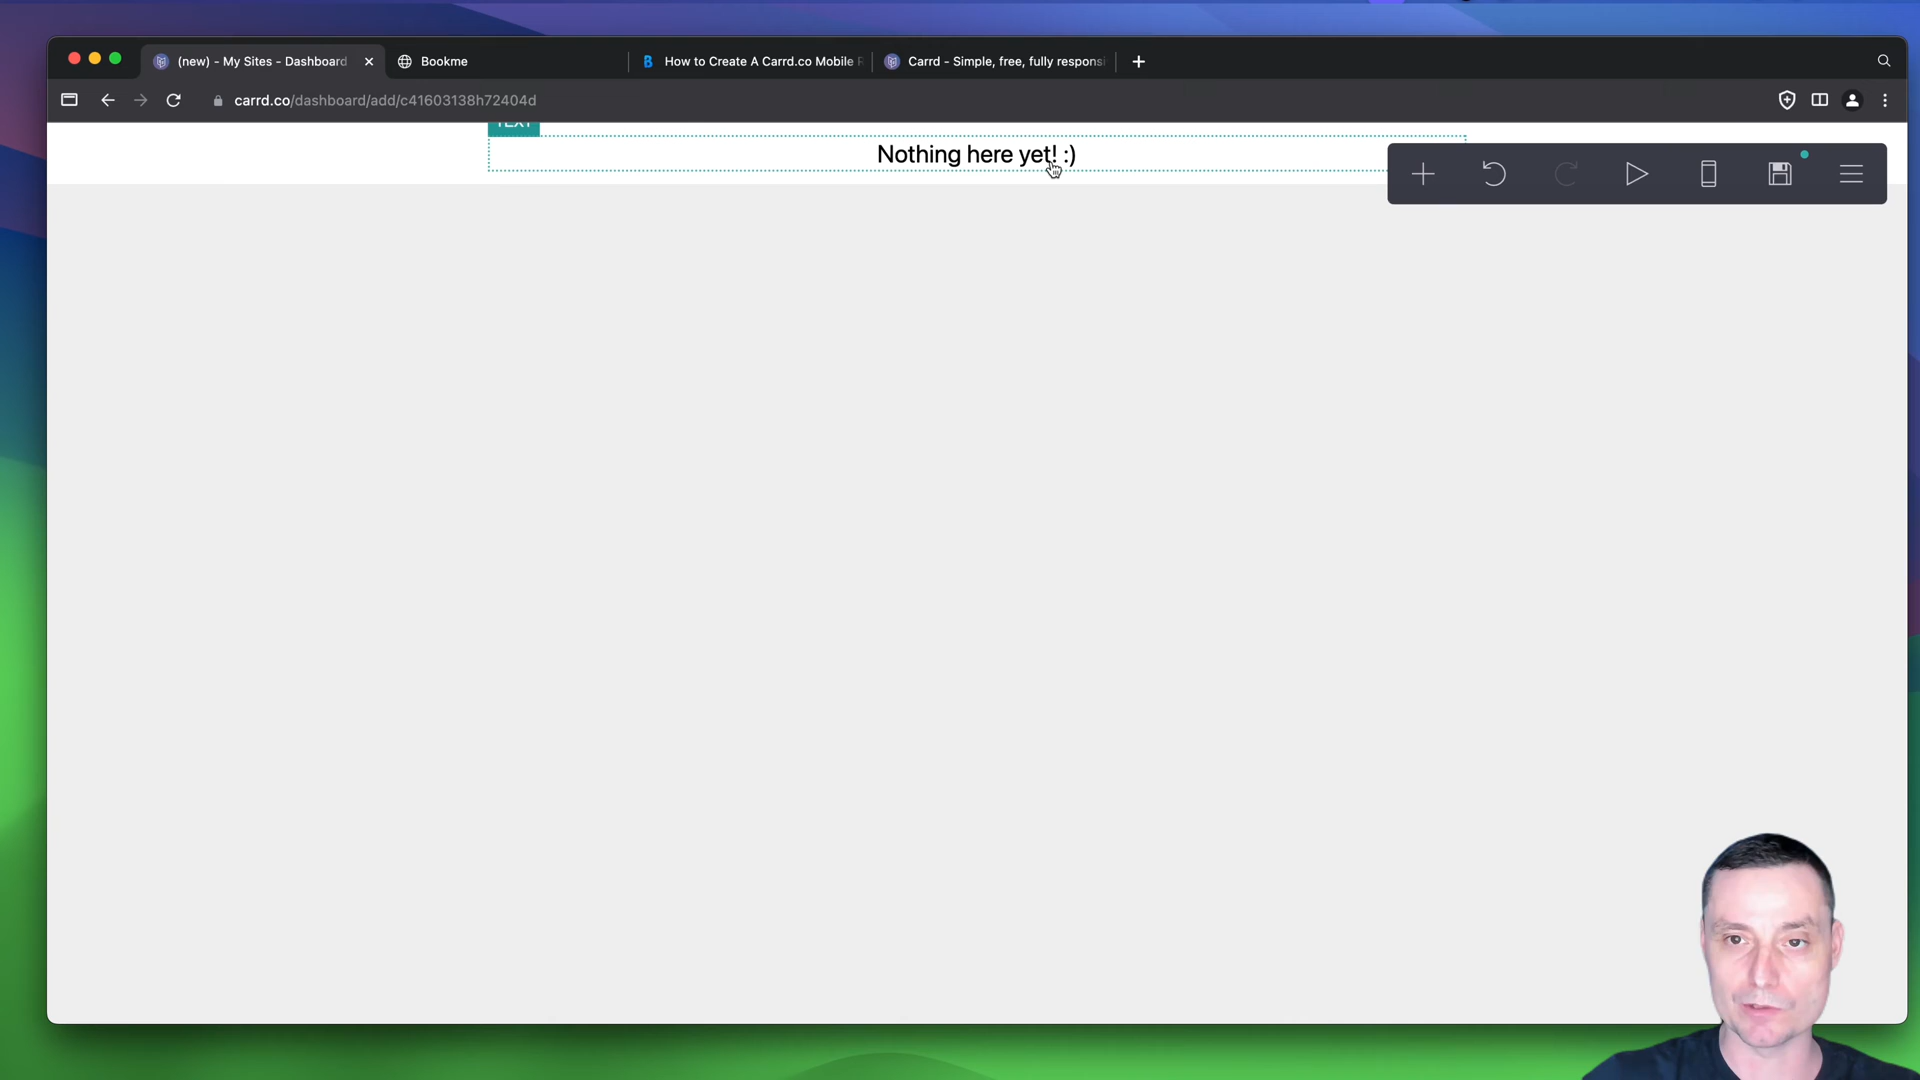 (new) - My Sites - Dashboard
Bookme
How to Create A Carrd.co Mobile
Carrd - Simple, free, fully respons
carrd.co/dashboard/add/c41603138h72404d
TEXT
Nothing here yet! :)